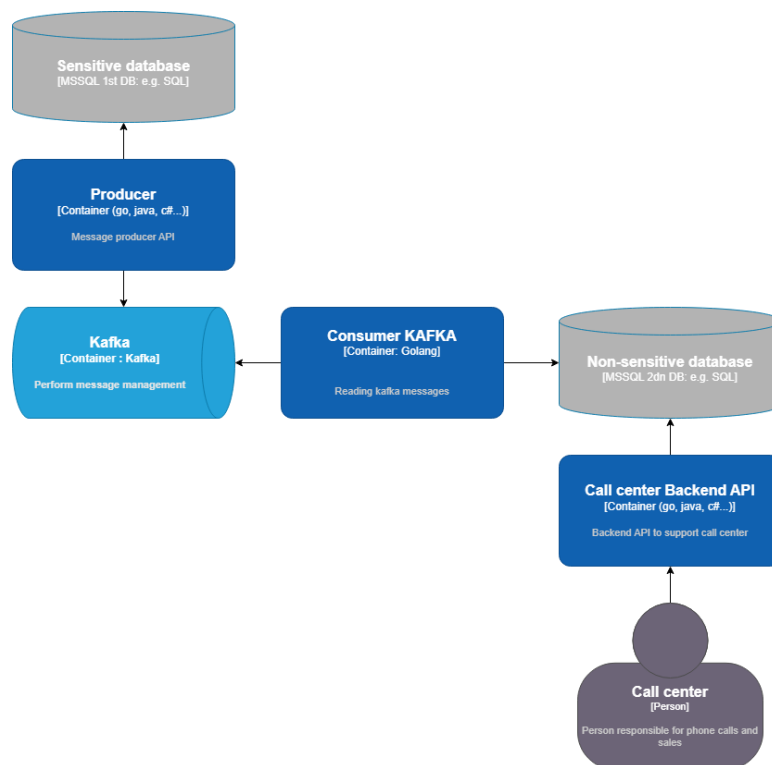 Sensitive database
[MSSQL 1st DB: e.g. SQL]
Producer
[Container (go, java, c#...)]
Message producer API
Kafka
[Container : Kafka]
Perform message management
Consumer KAFKA
[Container: Golang]
Reading kafka messages
Non-sensitive database
[MSSQL 2dn DB: e.g. SQL]
Call center Backend API
[Container (go, java, c#...)]
Backend API to support call center
Call center
[Person]
Person responsible for phone calls and
sales